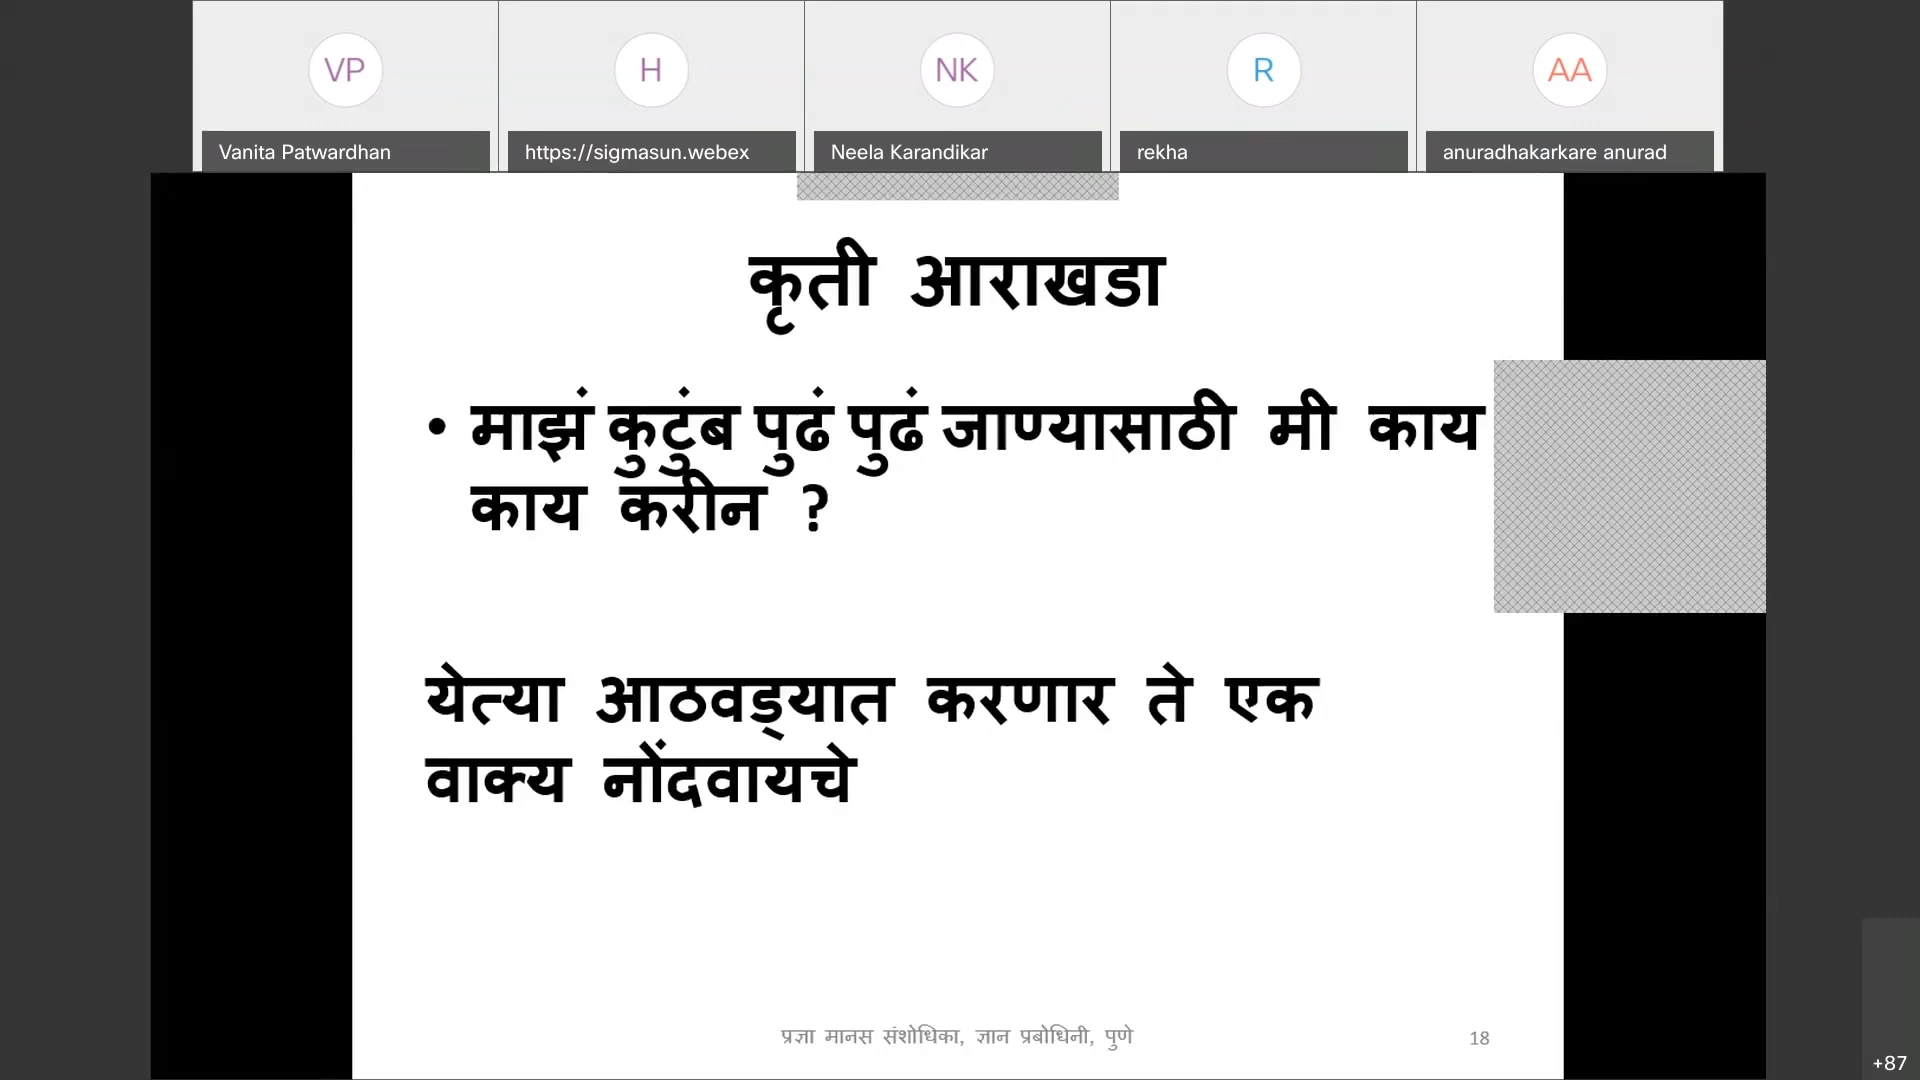 VP
H
NK
R
AA
Vanita Patwardhan
https://sigmasun.webex
Neela Karandikar
rekha
anuradhakarkare anurad
कृती आराखडा
• माझं कुटुंब पुढं पुढं जाण्यासाठी मी काय
काय करीन ?
येत्या आठवड्यात करणार ते एक
वाक्य नोंदवायचे
प्रज्ञा मानस संशोधिका, ज्ञान प्रबोधिनी, पुणे
18
+87